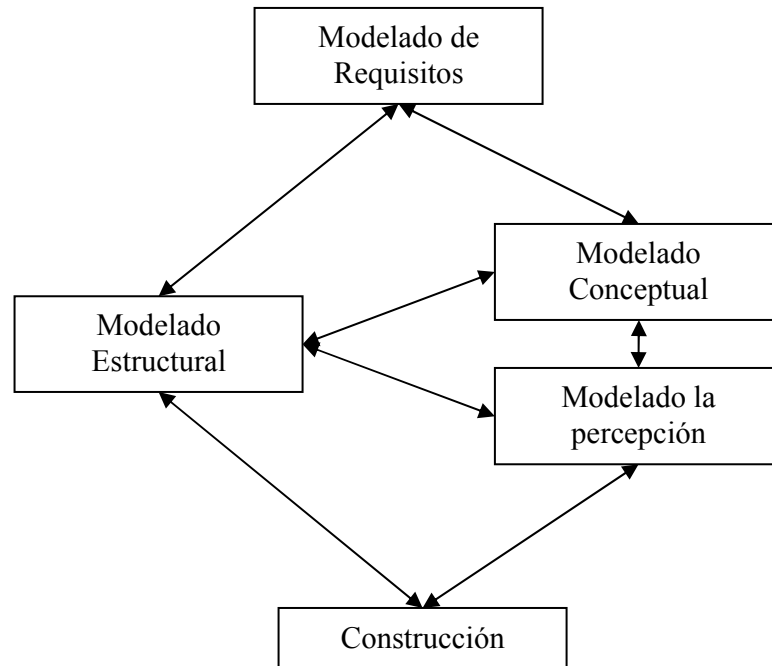 Modelado de
Requisitos
Modelado
Conceptual
Modelado
Estructural
Modelado la
percepción
Construcción